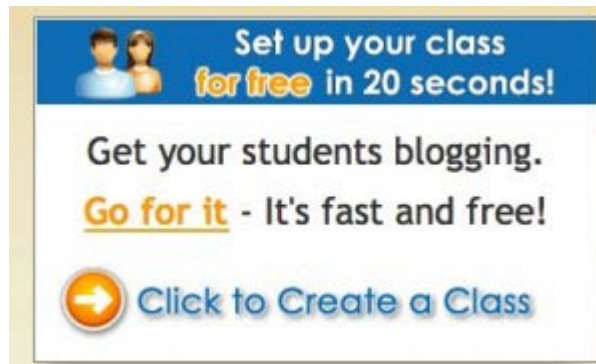 Set up your class
for free in 20 seconds!
Get your students blogging.
Go for it - It's fast and free!
Click to Create a Class